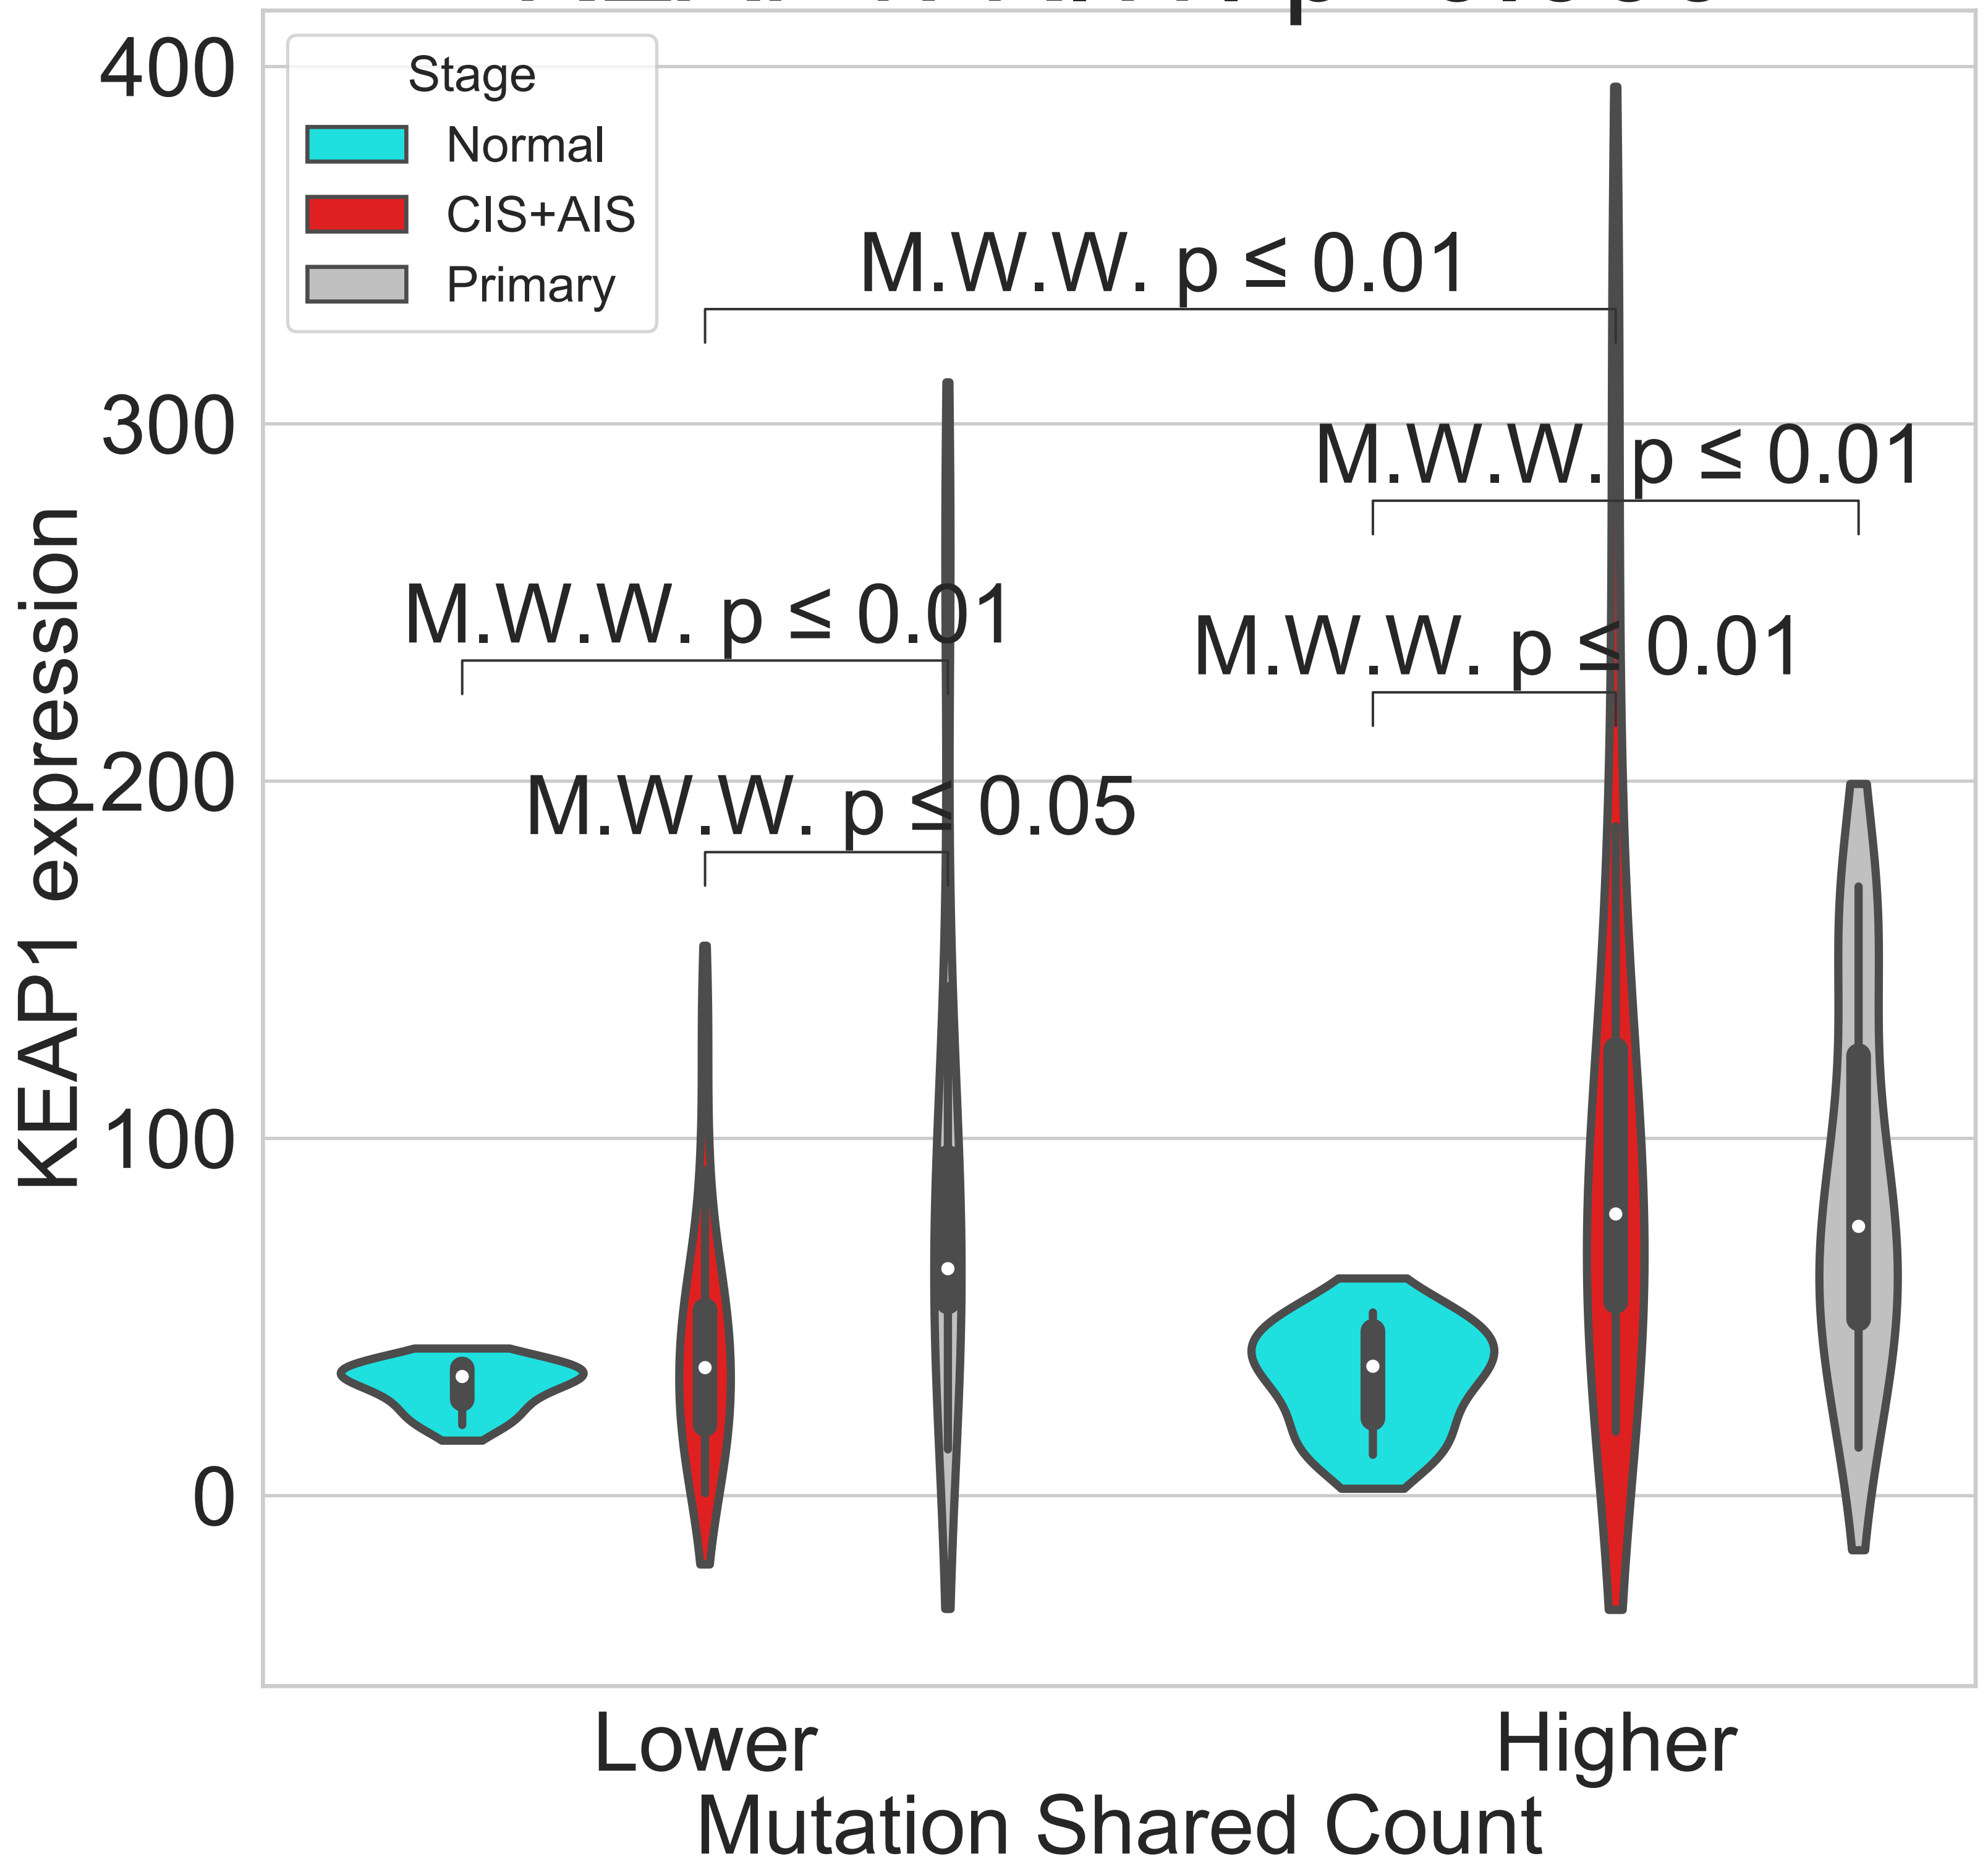 400
300
200
100
0
KEAP1 expression
Stage
Normal
CIS+AIS
Primary
M.W.W. p ≤ 0.01
M.W.W. p ≤ 0.01
M.W.W. p ≤ 0.01
M.W.W. p ≤ 0.01
M.W.W. p ≤ 0.05
Lower
Higher
Mutation Shared Count